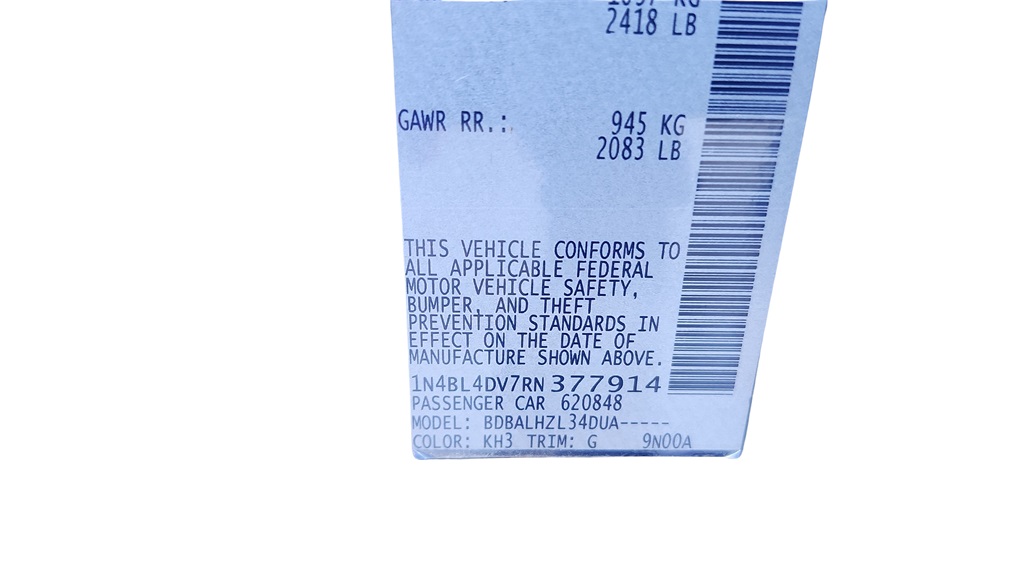 2418 LB
GAWR RR.: 945 KG
2083 LB
THIS VEHICLE CONFORMS TO
ALL APPLICABLE FEDERAL
MOTOR VEHICLE SAFETY,
BUMPER, AND THEFT
PREVENTION STANDARDS IN
EFFECT ON THE DATE OF
MANUFACTURE SHOWN ABOVE.
1N4BL4DV7RN377914
PASSENGER CAR 620848
MODEL: BDBALHZL34DUA-----
COLOR: KH3 TRIM: G 9N00A